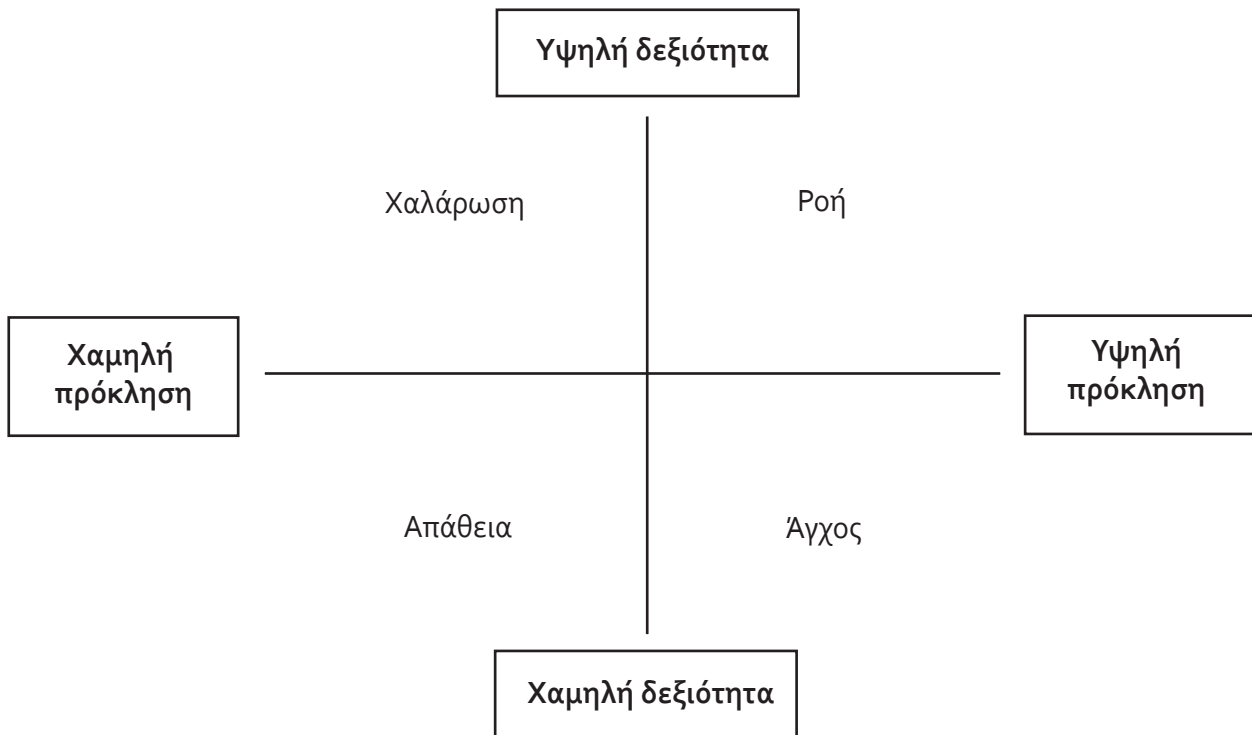 Υψηλή δεξιότητα
Χαλάρωση
Ροή
Χαμηλή
πρόκληση
Υψηλή
πρόκληση
Απάθεια
Άγχος
Χαμηλή δεξιότητα